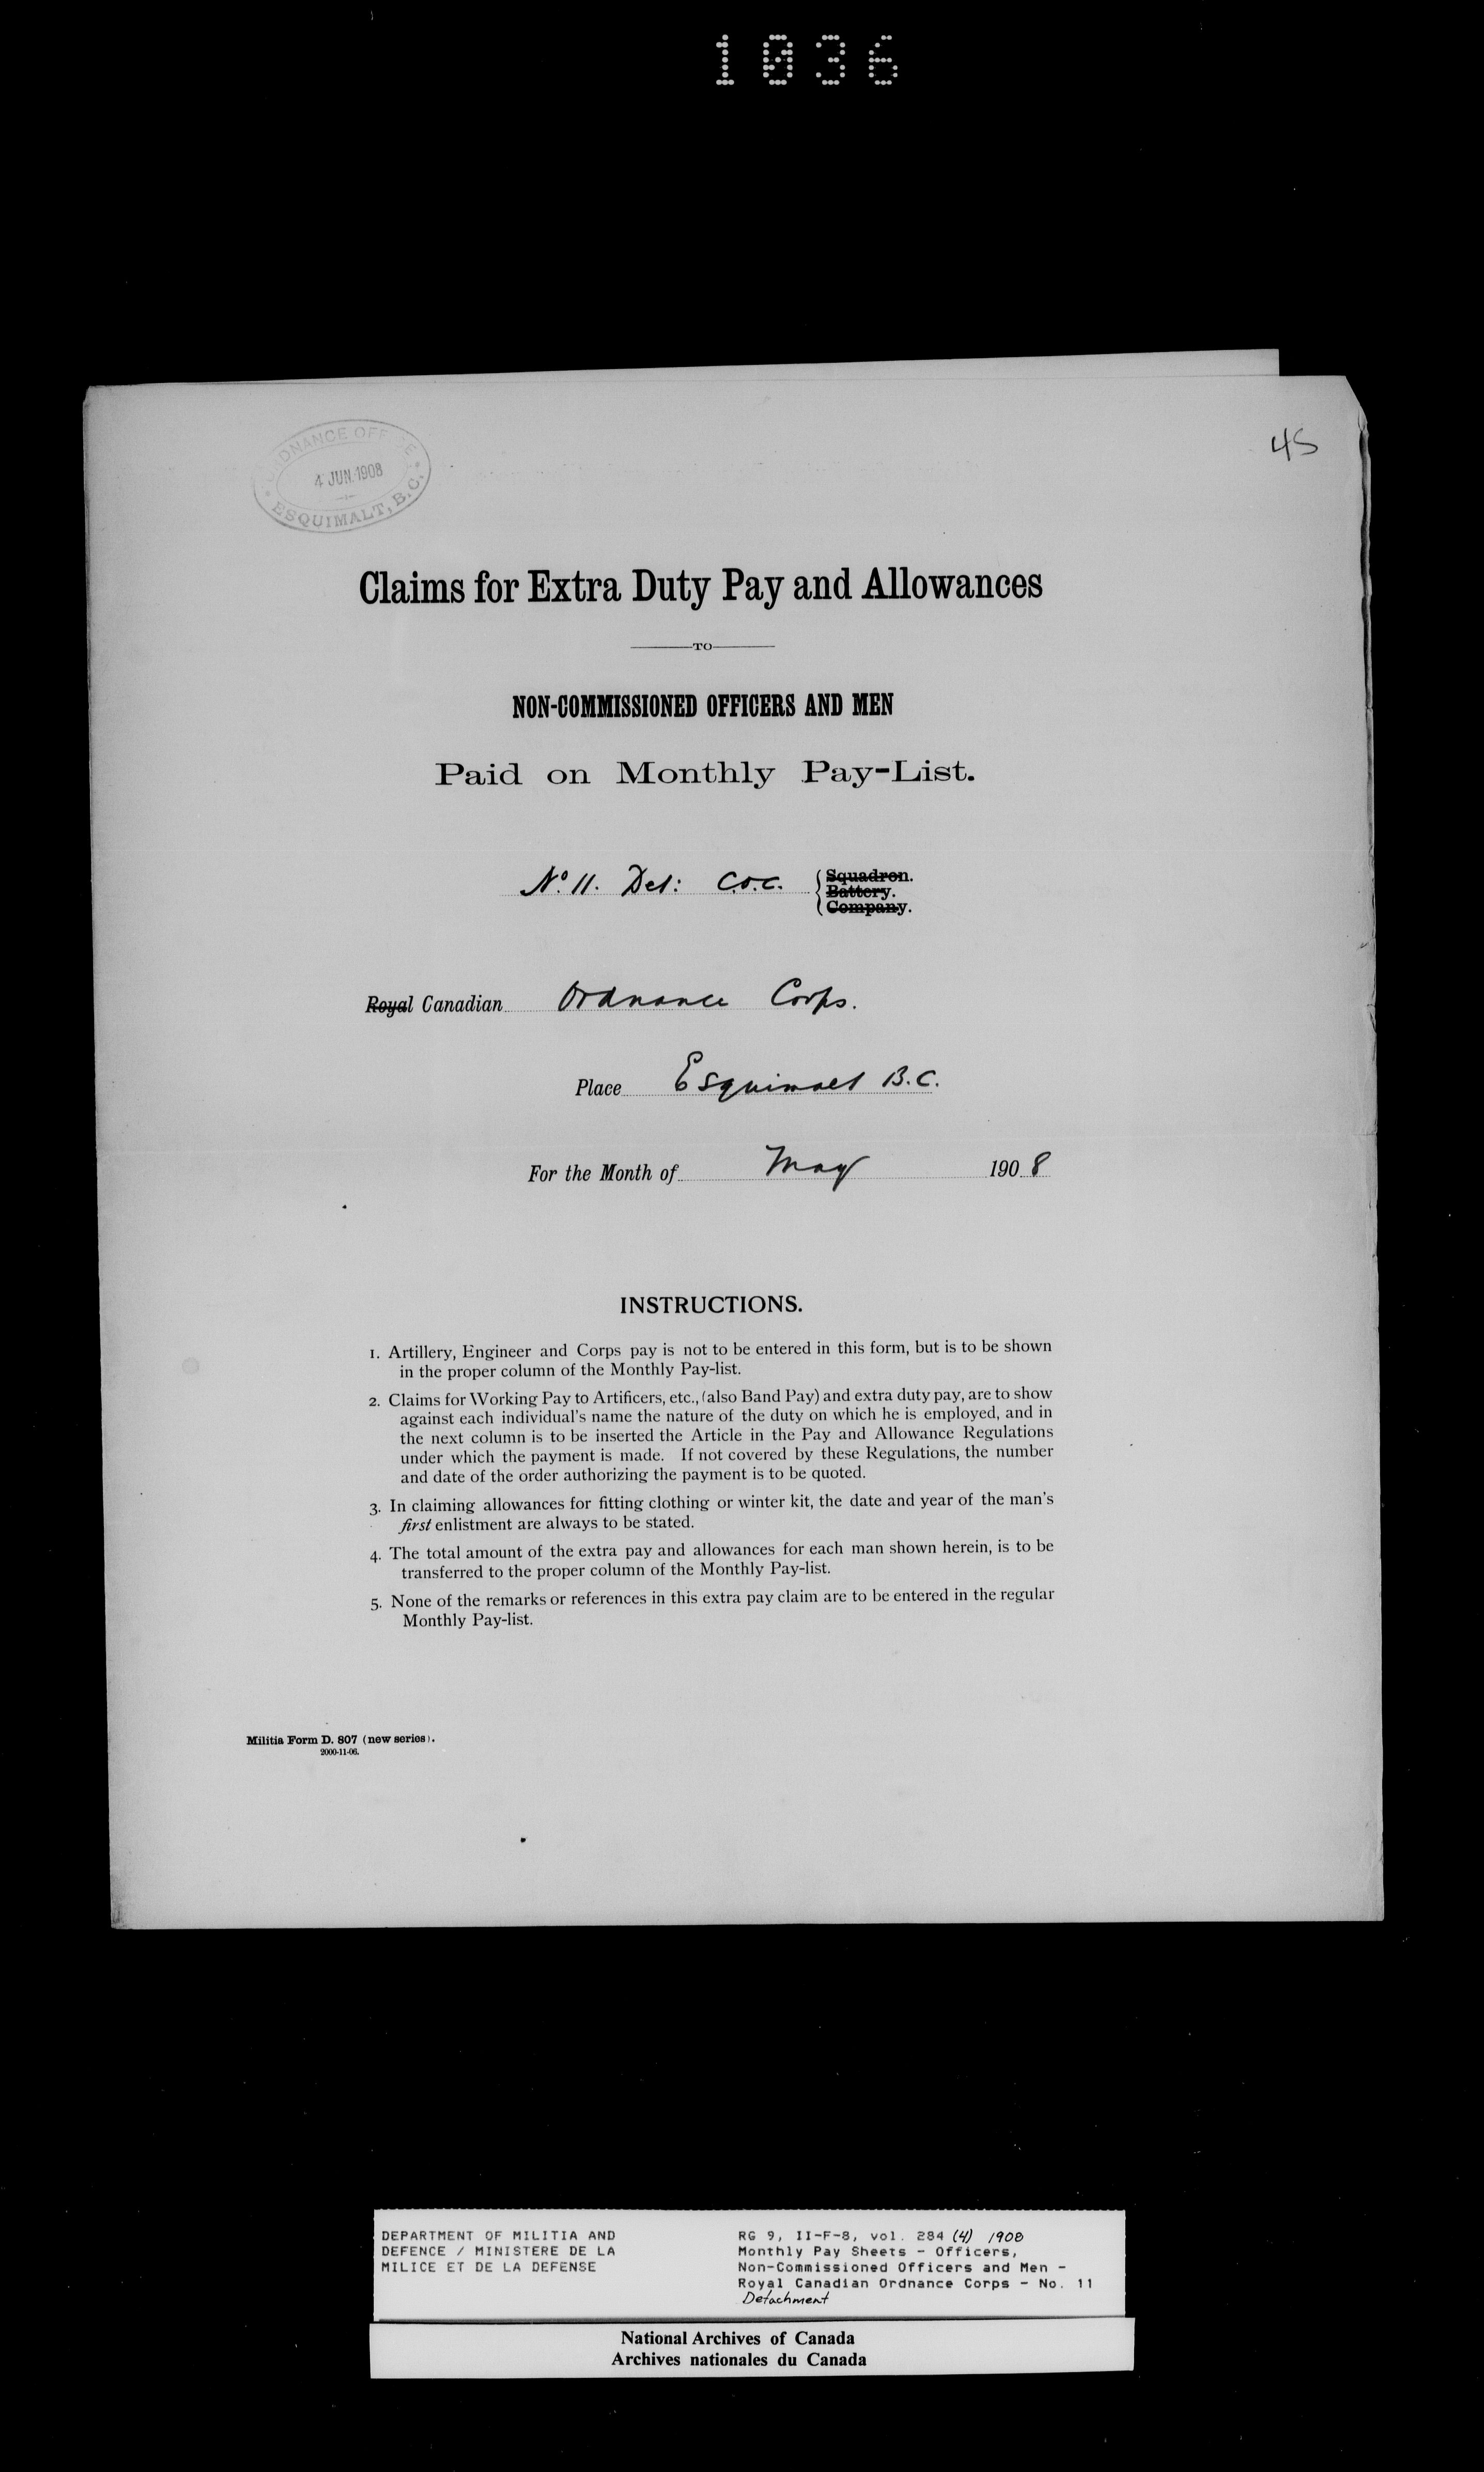 1036
45
ORDNANCE OFFICE
4 JUN.1908
ESQUIMALT, B.C.
Claims for Extra Duty Pay and Allowances
TO
NON-COMMISSIONED OFFICERS AND MEN
Paid on Monthly Pay-List.
No 11. Det: C.O.C. { Squadron.
Battery.
Company.
Royal Canadian Ordnance Corps.
Place Esquimalt B.C.
For the Month of May 1908
INSTRUCTIONS.
1. Artillery, Engineer and Corps pay is not to be entered in this form, but is to be shown
in the proper column of the Monthly Pay-list.
2. Claims for Working Pay to Artificers, etc., (also Band Pay) and extra duty pay, are to show
against each individual's name the nature of the duty on which he is employed, and in
the next column is to be inserted the Article in the Pay and Allowance Regulations
under which the payment is made. If not covered by these Regulations, the number
and date of the order authorizing the payment is to be quoted.
3. In claiming allowances for fitting clothing or winter kit, the date and year of the man's
first enlistment are always to be stated.
4. The total amount of the extra pay and allowances for each man shown herein, is to be
transferred to the proper column of the Monthly Pay-list.
5. None of the remarks or references in this extra pay claim are to be entered in the regular
Monthly Pay-list.
Militia Form D. 807 (new series).
2000-11-06.
DEPARTMENT OF MILITIA AND
DEFENCE / MINISTERE DE LA
MILICE ET DE LA DEFENSE
RG 9, II-F-8, vol. 284 (4) 1908
Monthly Pay Sheets - Officers,
Non-Commissioned Officers and Men -
Royal Canadian Ordnance Corps - No. 11
Detachment
National Archives of Canada
Archives nationales du Canada